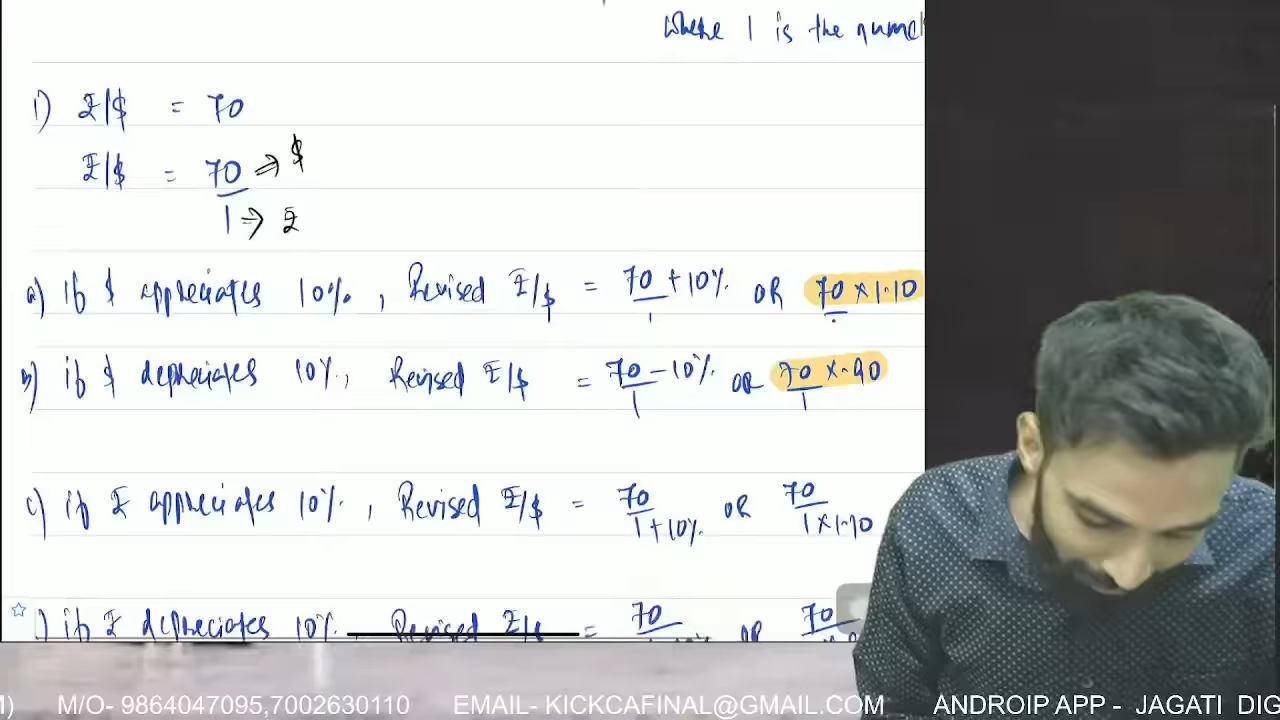 Where 1 is the nume
1) ₹/$ = 70
₹/$ = 70 ⇒ $
1 ⇒ ₹
a) if $ appreciates 10%, Revised ₹/$ = 70/1 + 10% OR 70/1 × 1.10
b) if $ depreciates 10%, Revised ₹/$ = 70/1 - 10% OR 70/1 × .90
c) if ₹ appreciates 10%, Revised ₹/$ = 70/1+10% OR 70/1×1.10
) if ₹ depreciates 10% Revised ₹/$ = 70 OR 70
M) M/O- 9864047095,7002630110 EMAIL- KICKCAFINAL@GMAIL.COM ANDROIP APP - JAGATI DIG